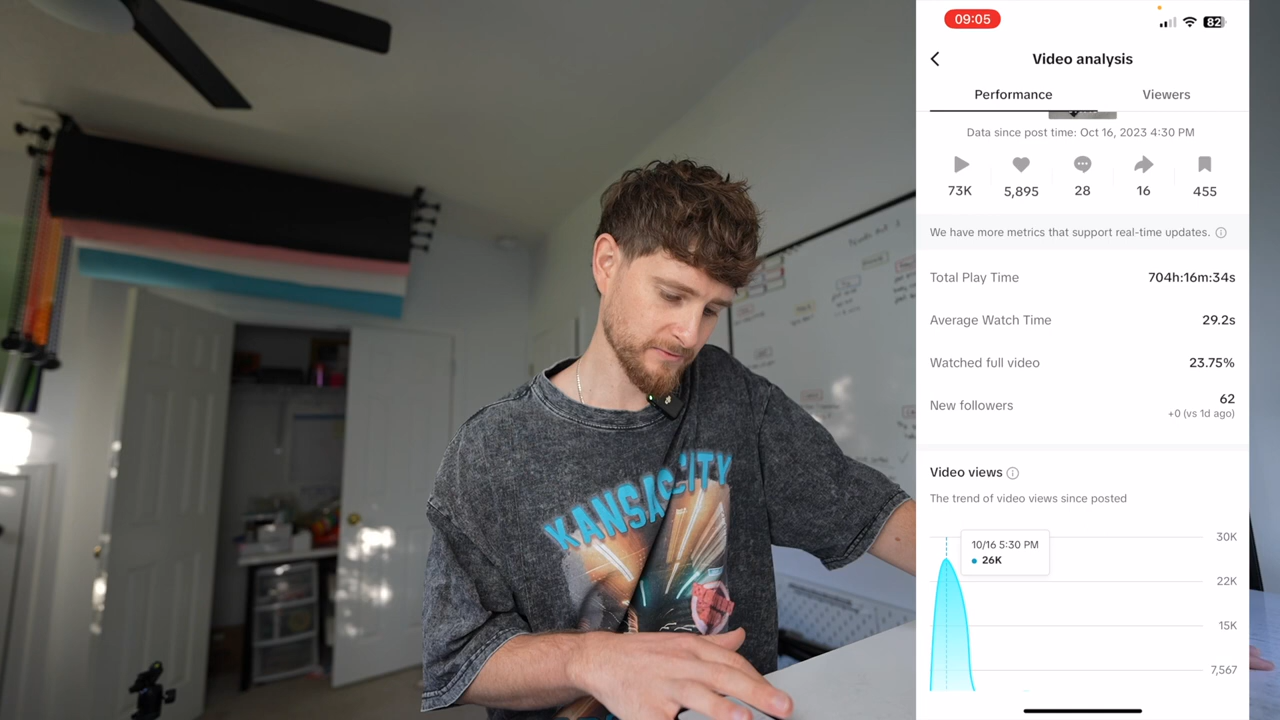 KANSAS CITY
09:05
82
Video analysis
Performance
Viewers
Data since post time: Oct 16, 2023 4:30 PM
73K
5,895
28
16
455
We have more metrics that support real-time updates.
Total Play Time
704h:16m:34s
Average Watch Time
29.2s
Watched full video
23.75%
New followers
62
+0 (vs 1d ago)
Video views
The trend of video views since posted
10/16 5:30 PM
26K
30K
22K
15K
7,567